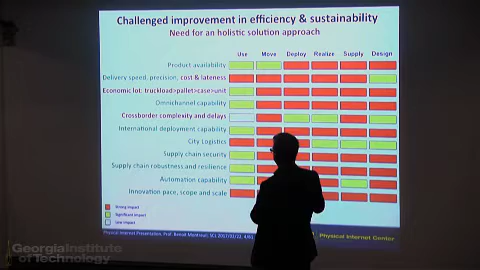 Challenged improvement in efficiency & sustainability
Need for an holistic solution approach
Use Move Deploy Realize Supply Design
Product availability
Delivery speed, precision, cost & lateness
Economic lot: truckload>pallet>case>unit
Omnichannel capability
Crossborder complexity and delays
International deployment capability
City Logistics
Supply chain security
Supply chain robustness and resilience
Automation capability
Innovation pace, scope and scale
Strong impact
Significant impact
Low impact
Physical Internet Presentation, Prof. Benoit Montreuil, SCL 2017/02/22
Physical Internet Center
Georgia Institute
of Technology